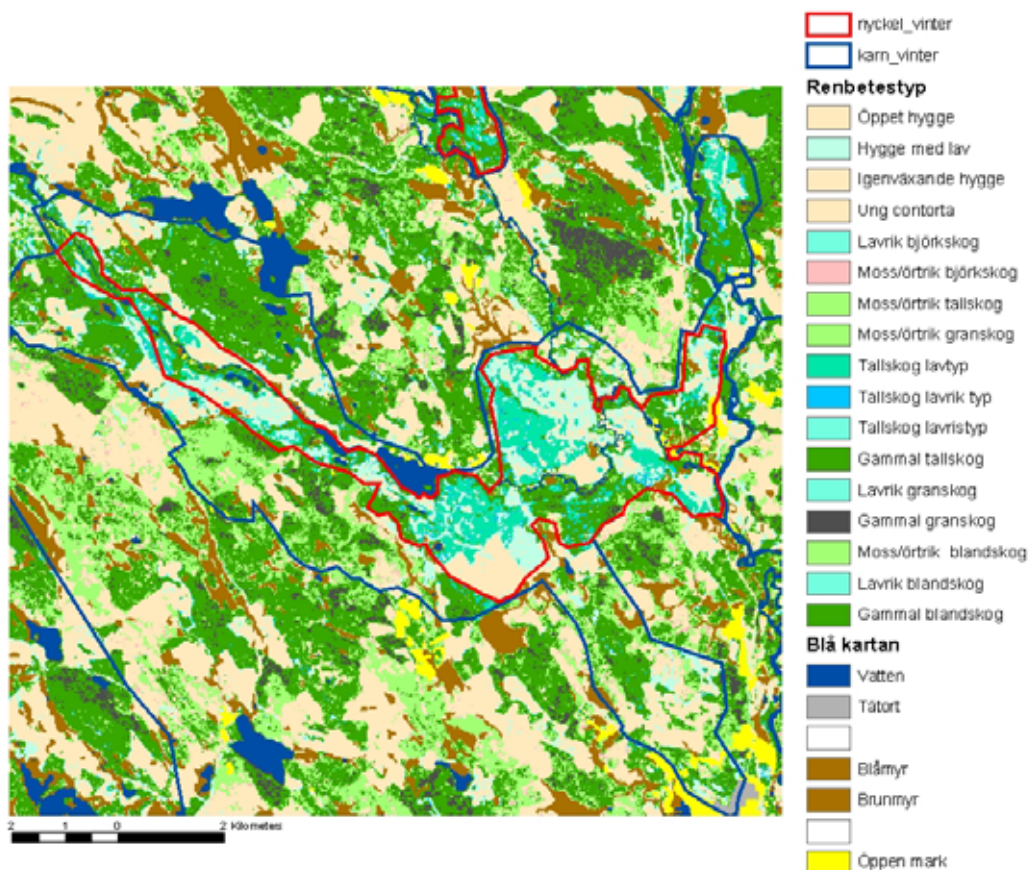 nyckel_vinter
karn_vinter
Renbetestyp
Öppet hygge
Hygge med lav
Igenväxande hygge
Ung contorta
Lavrik björkskog
Moss/örtrik björkskog
Moss/örtrik tallskog
Moss/örtrik granskog
Tallskog lavtyp
Tallskog lavrik typ
Tallskog lavristyp
Gammal tallskog
Lavrik granskog
Gammal granskog
Moss/örtrik blandskog
Lavrik blandskog
Gammal blandskog
Blå kartan
Vatten
Tätort
Blåmyr
Brunmyr
Öppen mark
2 1 0 2 Kilometers